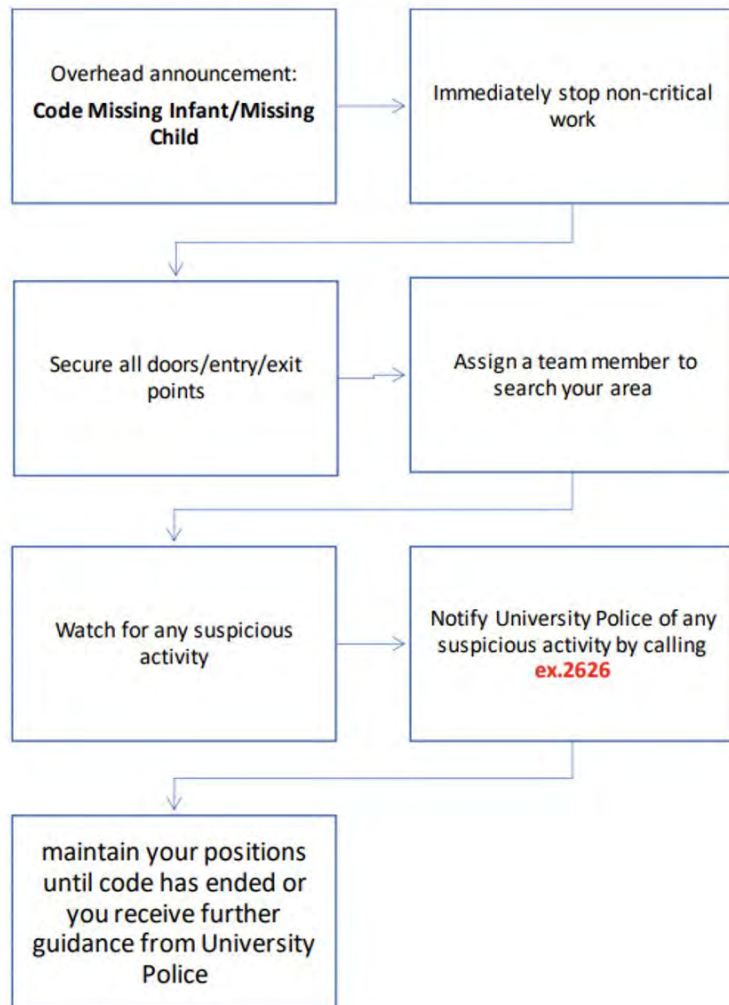 Overhead announcement:
Code Missing Infant/Missing
Child
Immediately stop non-critical
work
Secure all doors/entry/exit
points
Assign a team member to
search your area
Watch for any suspicious
activity
Notify University Police of any
suspicious activity by calling
ex.2626
maintain your positions
until code has ended or
you receive further
guidance from University
Police